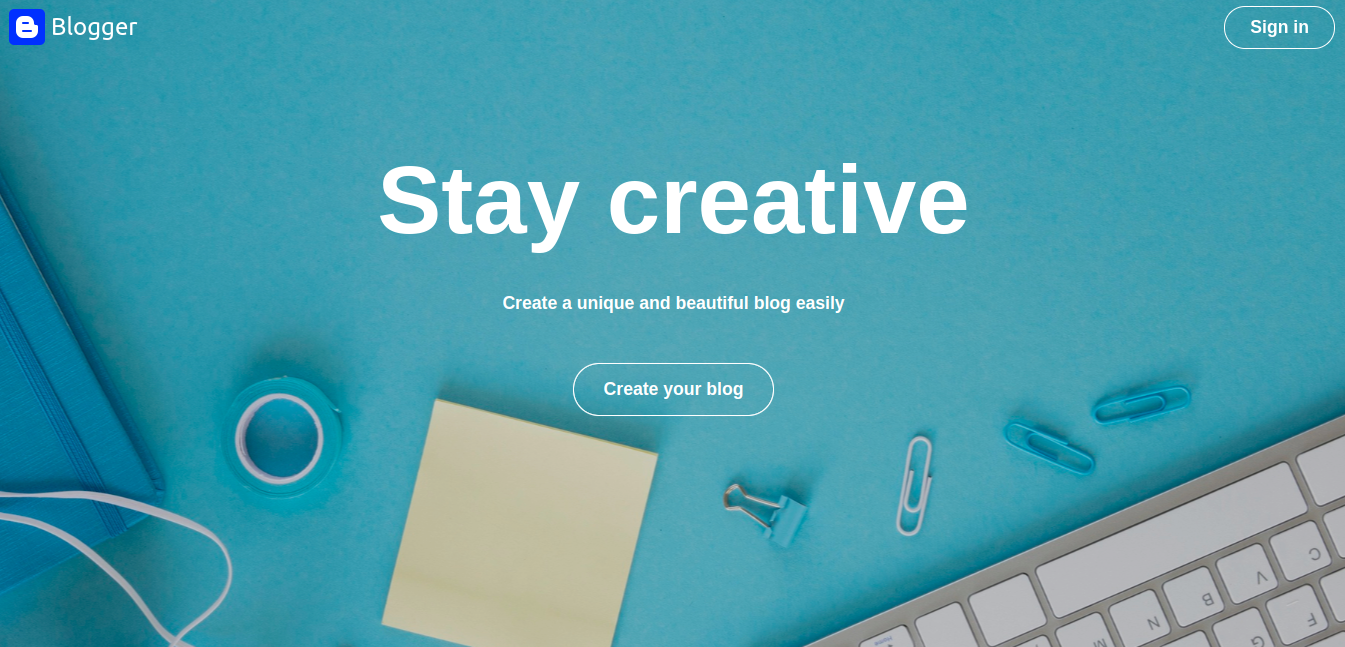 Blogger
Sign in
Stay creative
Create a unique and beautiful blog easily
Create your blog
C
V
B
N
M
F
G